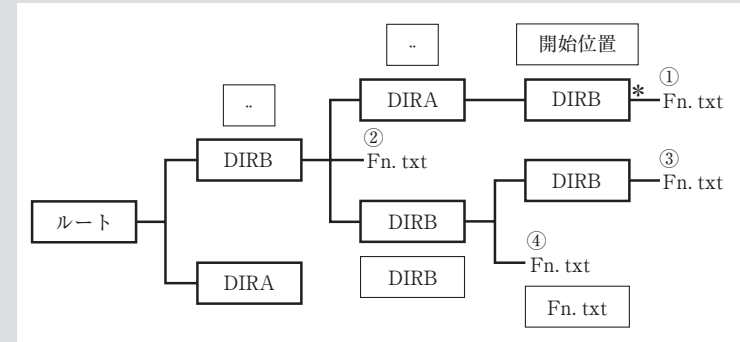 ..
開始位置
..
DIRA
DIRB
*
①
Fn. txt
DIRB
②
Fn. txt
DIRB
③
Fn. txt
ルート
DIRB
④
Fn. txt
DIRA
DIRB
Fn. txt